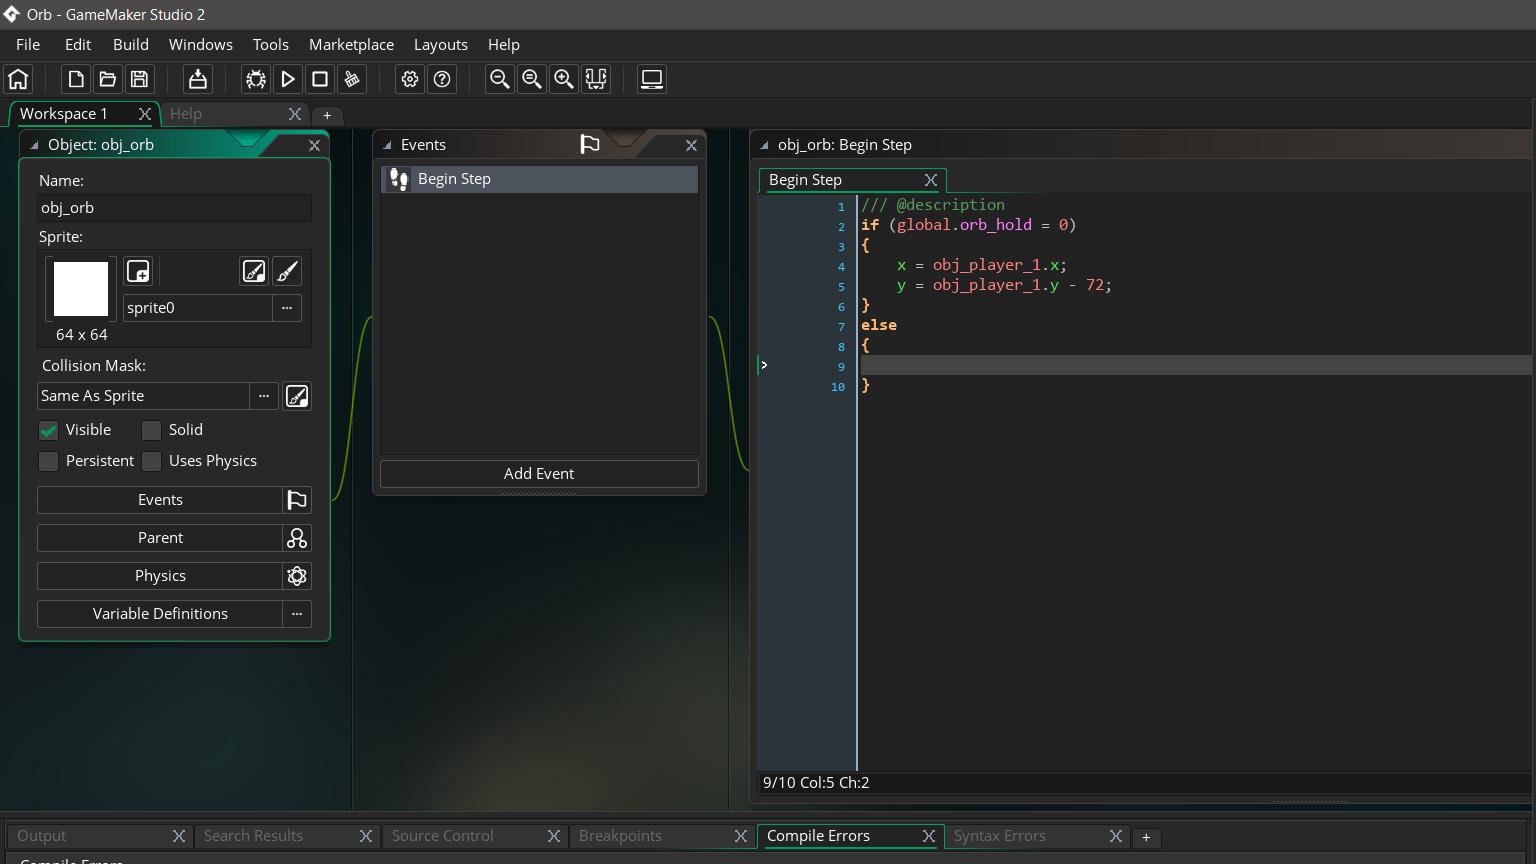 Orb - GameMaker Studio 2
File Edit Build Windows Tools Marketplace Layouts Help
Workspace 1 Help +
Object: obj_orb
Name:
obj_orb
Sprite:
sprite0 ...
64 x 64
Collision Mask:
Same As Sprite ...
Visible Solid
Persistent Uses Physics
Events
Parent
Physics
Variable Definitions ...
Events
Begin Step
Add Event
obj_orb: Begin Step
Begin Step
1 /// @description
2 if (global.orb_hold = 0)
3 {
4     x = obj_player_1.x;
5     y = obj_player_1.y - 72;
6 }
7 else
8 {
9
10 }
9/10 Col:5 Ch:2
Output Search Results Source Control Breakpoints Compile Errors Syntax Errors +
Compile Errors